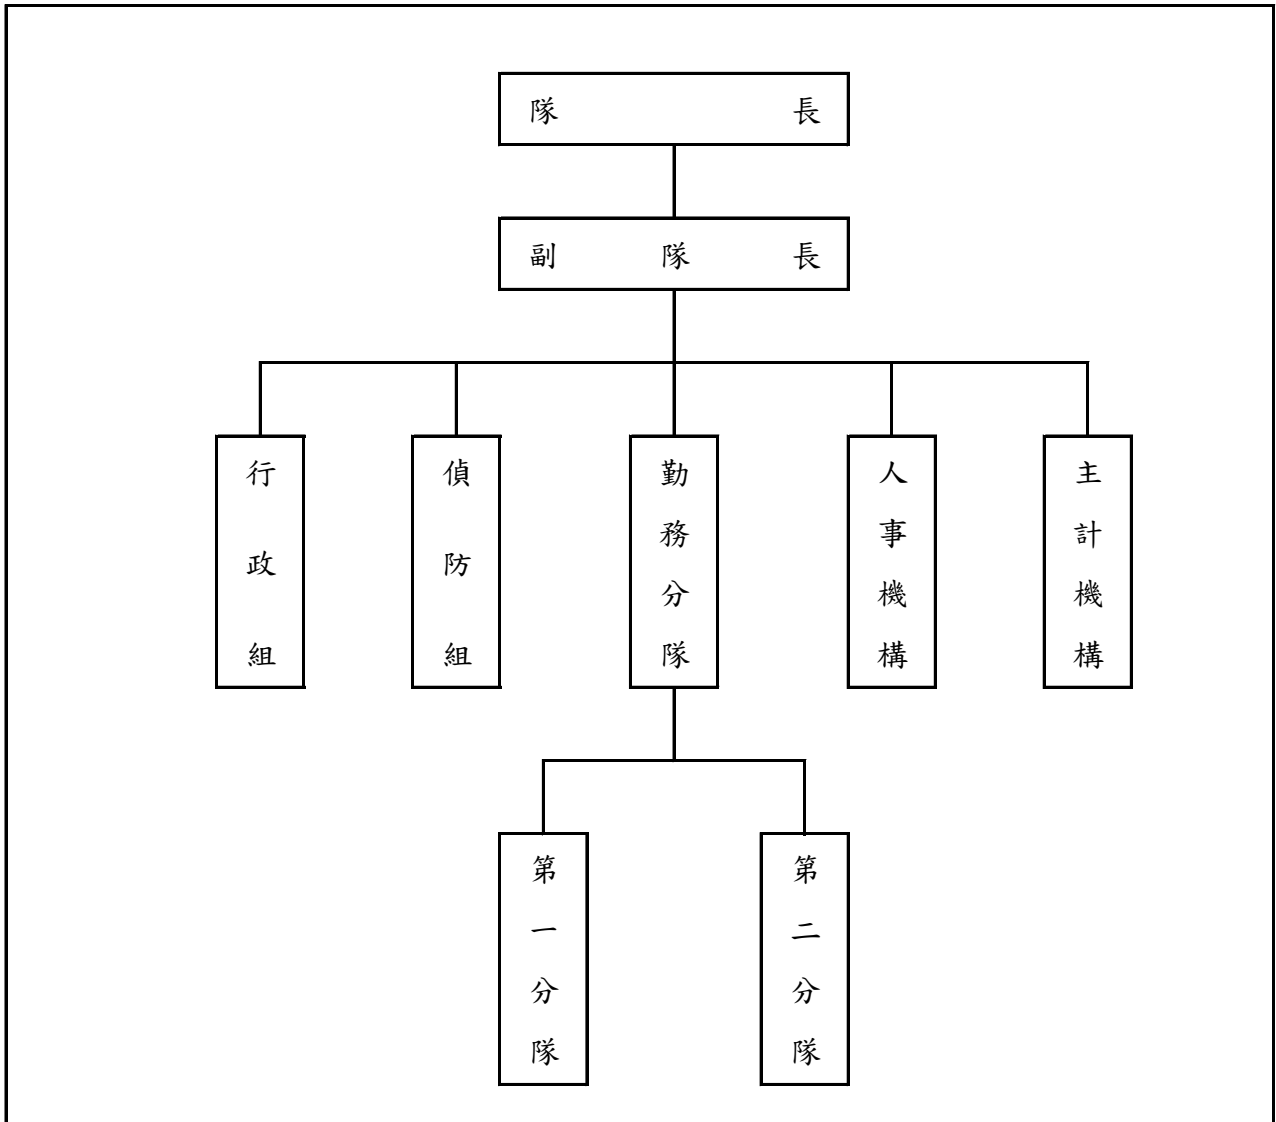 隊長
副隊長
行政組
偵防組
勤務分隊
人事機構
主計機構
第一分隊
第二分隊